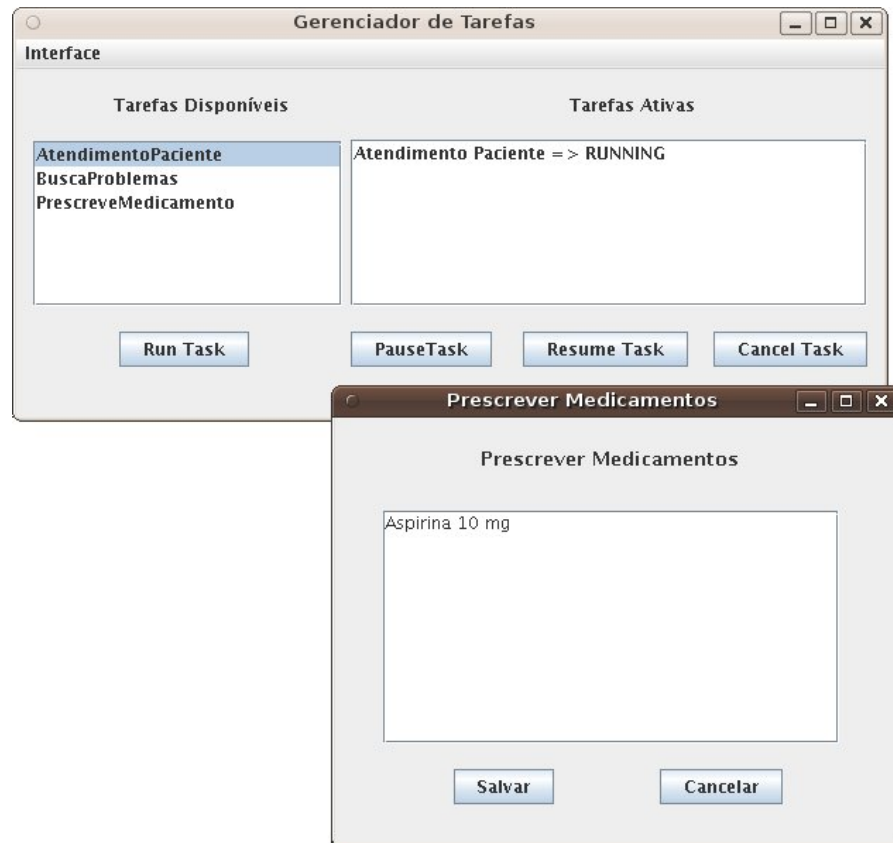 Gerenciador de Tarefas
Interface
Tarefas Disponíveis
Tarefas Ativas
AtendimentoPaciente
BuscaProblemas
PrescreveMedicamento
Atendimento Paciente => RUNNING
Run Task
PauseTask
Resume Task
Cancel Task
Prescrever Medicamentos
Prescrever Medicamentos
Aspirina 10 mg
Salvar
Cancelar